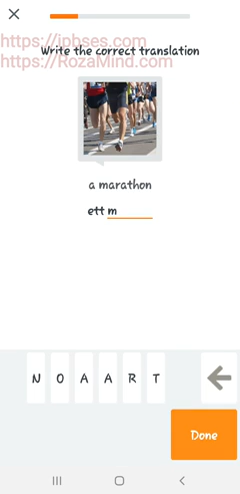 https://ipbses.com
Write the correct translation
https://RozaMind.com
a marathon
ett m
N O A A R T
Done